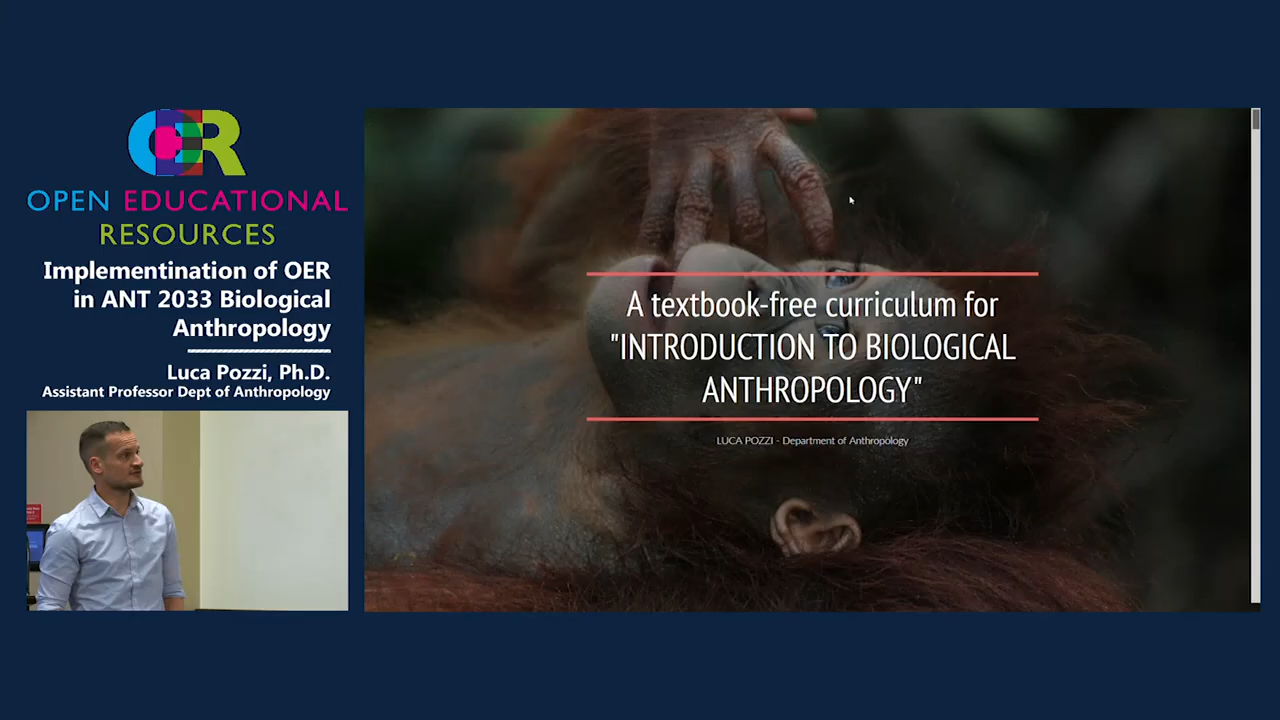 OER
OPEN EDUCATIONAL
RESOURCES
Implementination of OER
in ANT 2033 Biological
Anthropology
Luca Pozzi, Ph.D.
Assistant Professor Dept of Anthropology
A textbook-free curriculum for
"INTRODUCTION TO BIOLOGICAL
ANTHROPOLOGY"
LUCA POZZI - Department of Anthropology